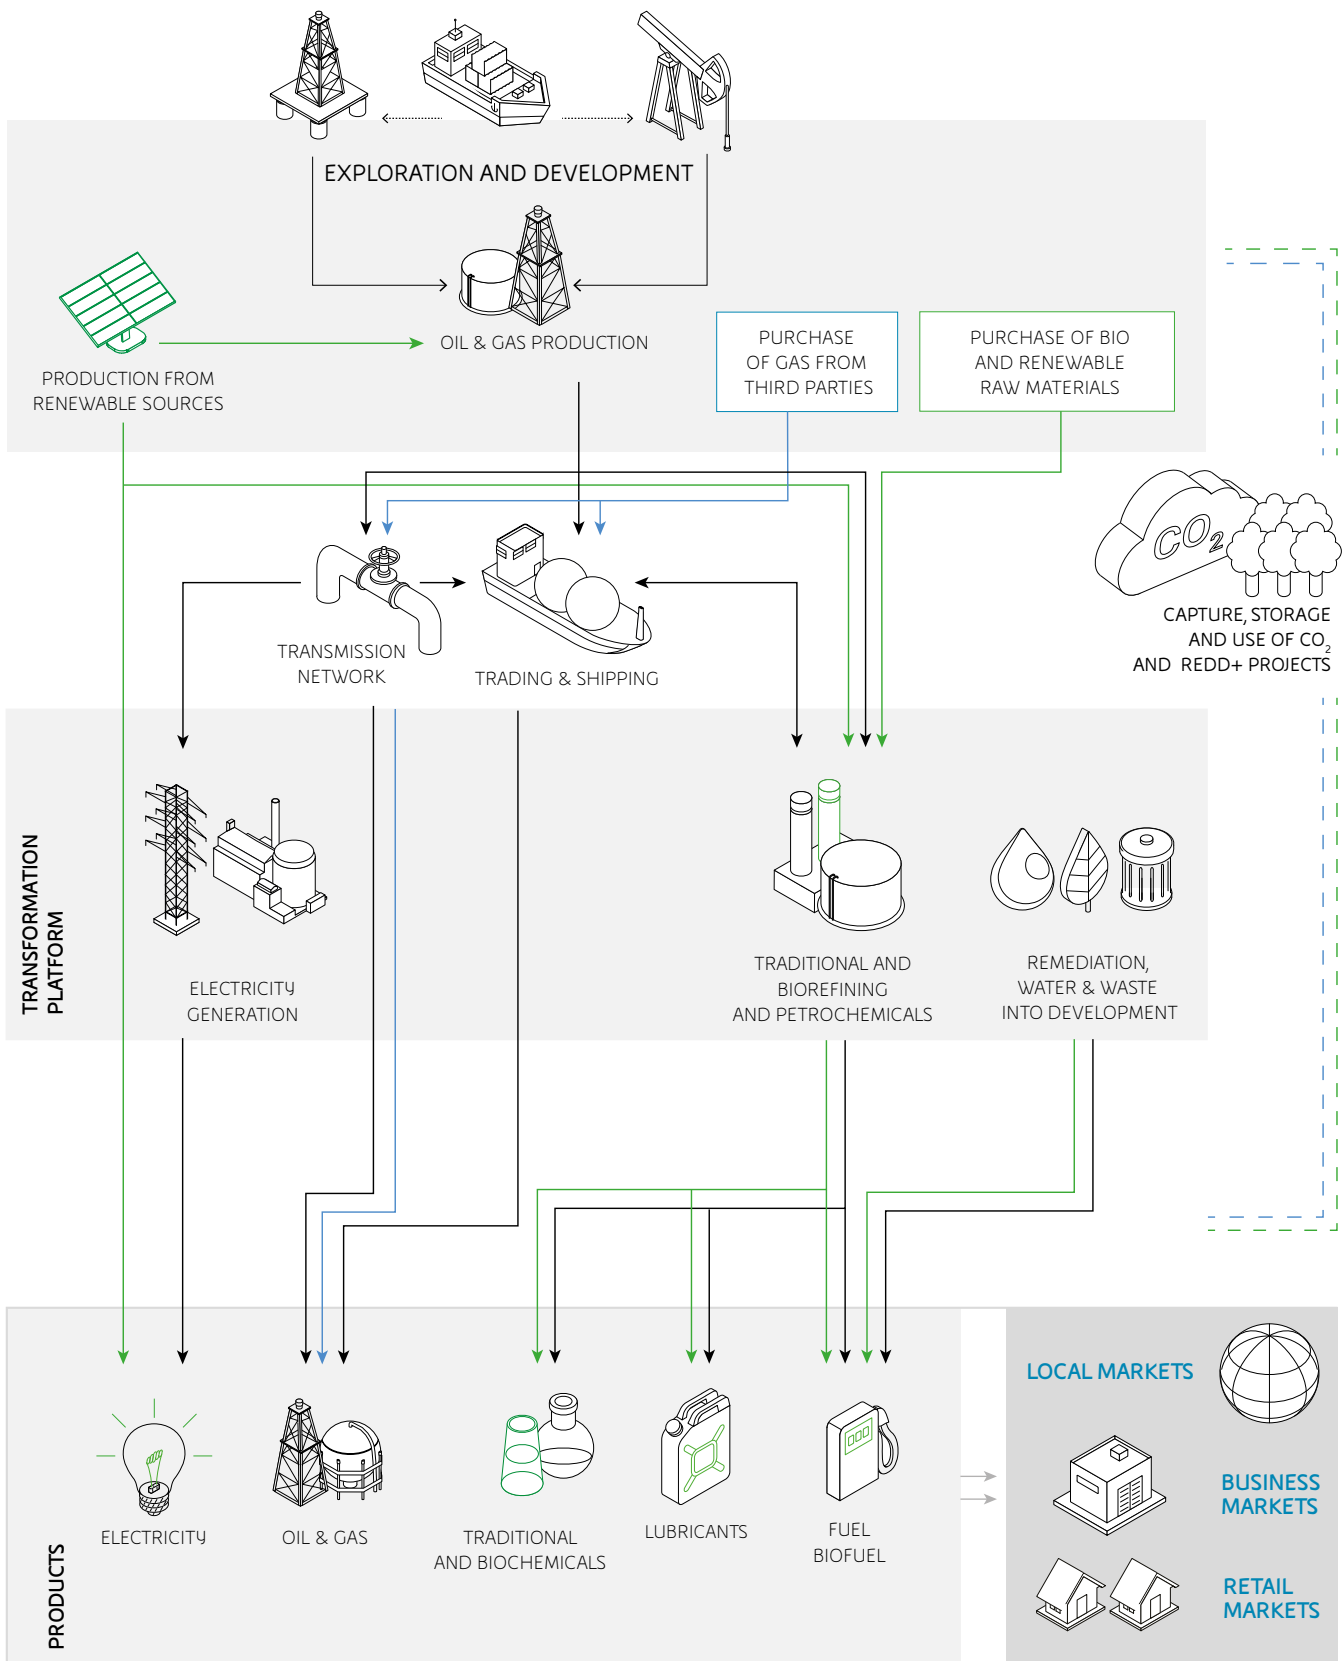 EXPLORATION AND DEVELOPMENT
OIL & GAS PRODUCTION
PRODUCTION FROM
RENEWABLE SOURCES
PURCHASE
OF GAS FROM
THIRD PARTIES
PURCHASE OF BIO
AND RENEWABLE
RAW MATERIALS
CO2
CAPTURE, STORAGE
AND USE OF CO2
AND REDD+ PROJECTS
TRANSMISSION
NETWORK
TRADING & SHIPPING
TRANSFORMATION
PLATFORM
ELECTRICITY
GENERATION
TRADITIONAL AND
BIOREFINING
AND PETROCHEMICALS
REMEDIATION,
WATER & WASTE
INTO DEVELOPMENT
PRODUCTS
ELECTRICITY
OIL & GAS
TRADITIONAL
AND BIOCHEMICALS
LUBRICANTS
FUEL
BIOFUEL
LOCAL MARKETS
BUSINESS
MARKETS
RETAIL
MARKETS